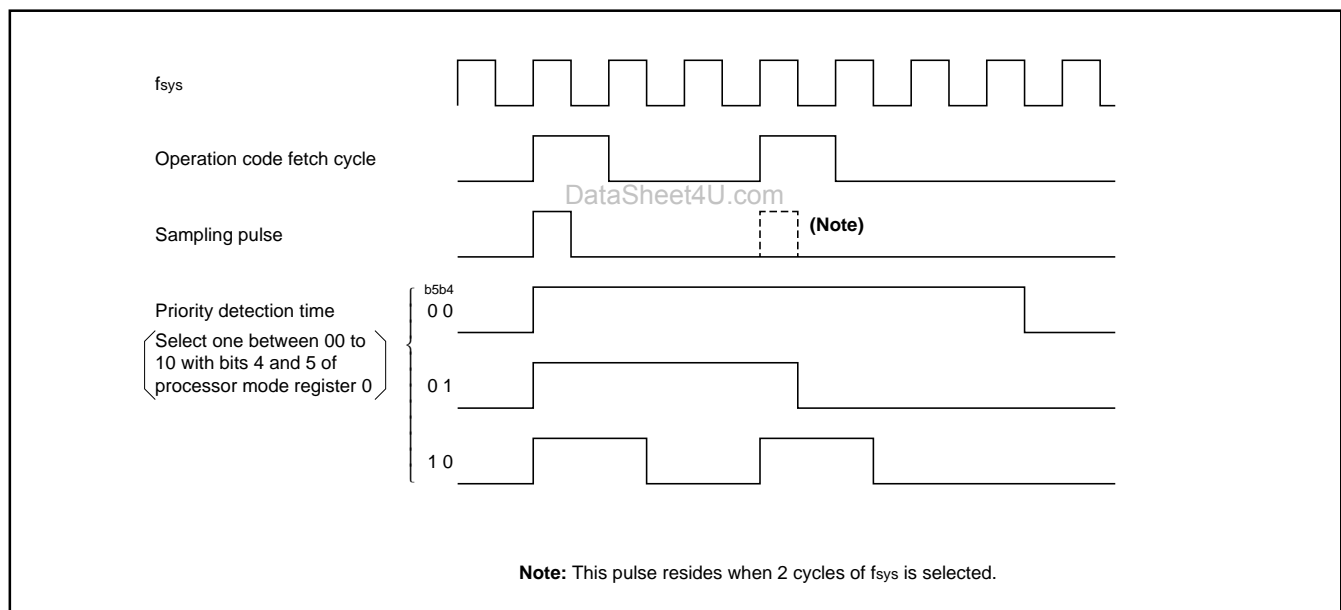 fsys
Operation code fetch cycle
DataSheet4U.com
Sampling pulse
(Note)
Priority detection time
b5b4
0 0
Select one between 00 to
10 with bits 4 and 5 of
processor mode register 0
0 1
1 0
Note: This pulse resides when 2 cycles of fsys is selected.